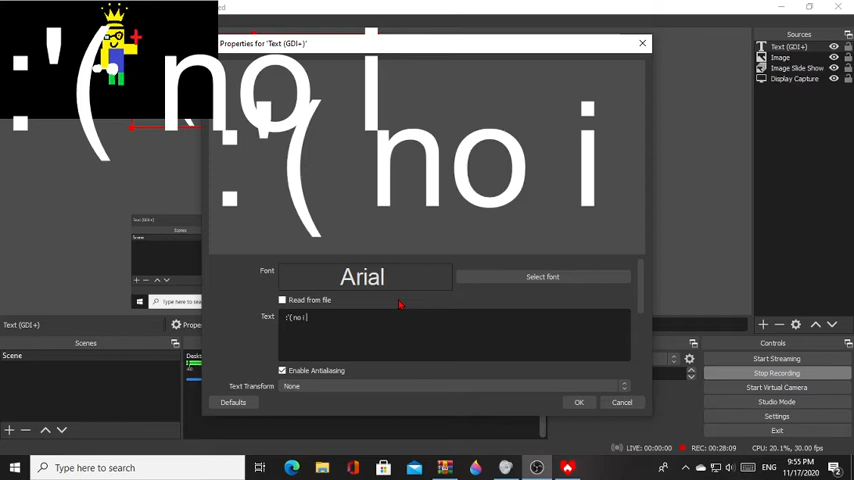 Properties for 'Text (GDI+)'
Sources
Text (GDI+)
Image
Image Slide Show
Display Capture
:'( no i
:'( no i
Font
Arial
Select font
Read from file
Text
:'( no i
Enable Antialiasing
Text Transform
None
Defaults
OK
Cancel
Text (GDI+)
Scenes
Scene
Controls
Start Streaming
Stop Recording
Start Virtual Camera
Studio Mode
Settings
Exit
LIVE: 00:00:00
REC: 00:28:09
CPU: 20.1%, 30.00 fps
Type here to search
ENG
9:55 PM
11/17/2020